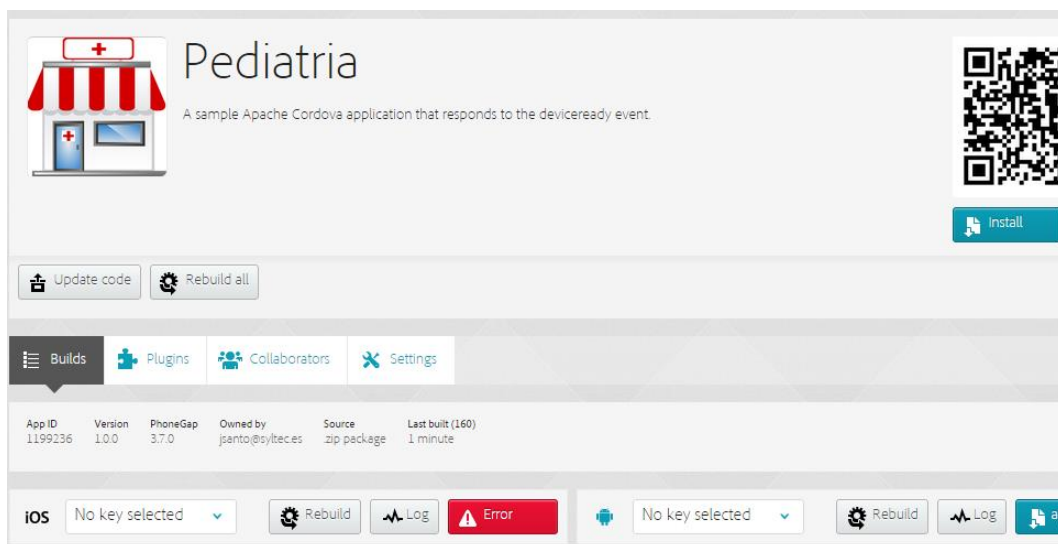 Pediatria
A sample Apache Cordova application that responds to the deviceready event.
Install
Update code Rebuild all
Builds Plugins Collaborators Settings
App ID Version PhoneGap Owned by Source Last built (160)
1199236 1.0.0 3.7.0 jsanto@syltec.es .zip package 1 minute
iOS No key selected Rebuild Log Error No key selected Rebuild Log